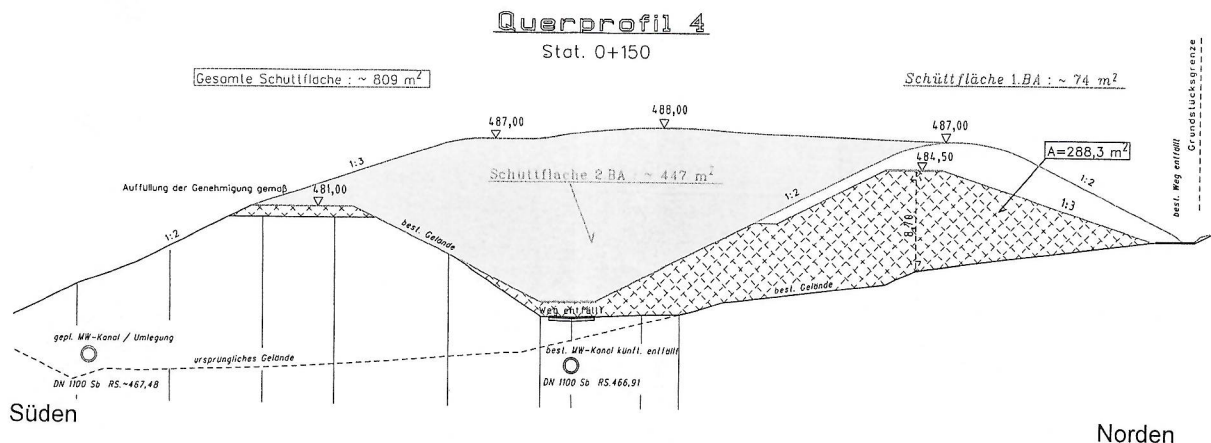 Querprofil 4
Stat. 0+150
Gesamte Schuttfläche : ~ 809 m²
Schüttfläche 1.BA : ~ 74 m²
Grundstücksgrenze
best. Weg entfällt
487,00
488,00
487,00
484,50
A=288,3 m²
1:3
Schüttfläche 2.BA : ~ 447 m²
1:2
1:2
Auffüllung der Genehmigung gemäß
481,00
1:3
8,70
1:2
best. Gelände
best. Gelände
Weg entfällt
gepl. MW-Kanal / Umlegung
ursprüngliches Gelände
best. MW-Kanal künft. entfällt
DN 1100 Sb RS.~467,48
DN 1100 Sb RS.466,91
Süden
Norden